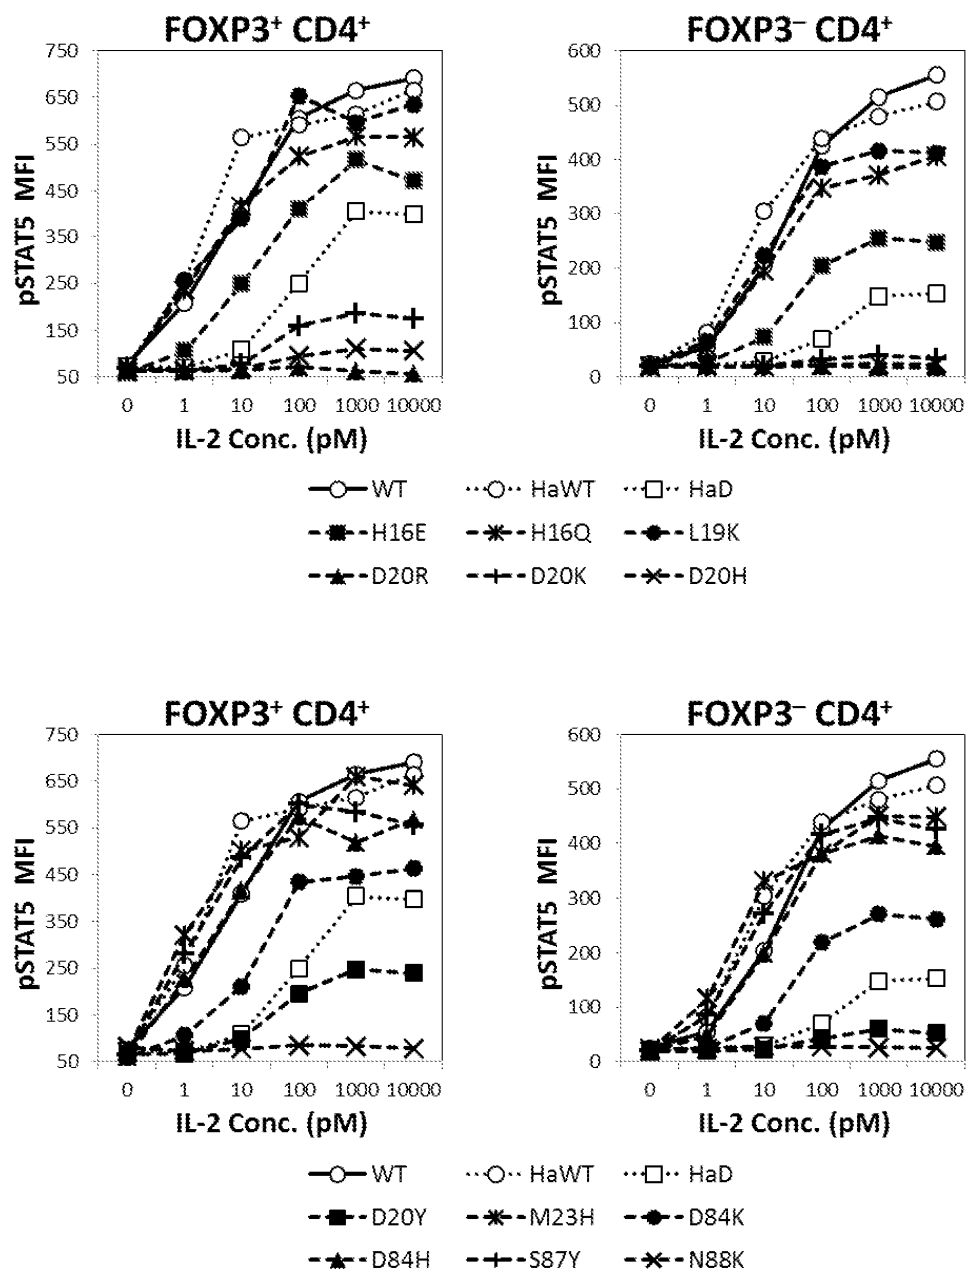 FOXP3⁺ CD4⁺
FOXP3⁻ CD4⁺
750
650
550
450
350
250
150
50
pSTAT5 MFI
0 1 10 100 1000 10000
IL-2 Conc. (pM)
600
500
400
300
200
100
0
pSTAT5 MFI
0 1 10 100 1000 10000
IL-2 Conc. (pM)
WT HaWT HaD
H16E H16Q L19K
D20R D20K D20H
FOXP3⁺ CD4⁺
FOXP3⁻ CD4⁺
750
650
550
450
350
250
150
50
pSTAT5 MFI
0 1 10 100 1000 10000
IL-2 Conc. (pM)
600
500
400
300
200
100
0
pSTAT5 MFI
0 1 10 100 1000 10000
IL-2 Conc. (pM)
WT HaWT HaD
D20Y M23H D84K
D84H S87Y N88K